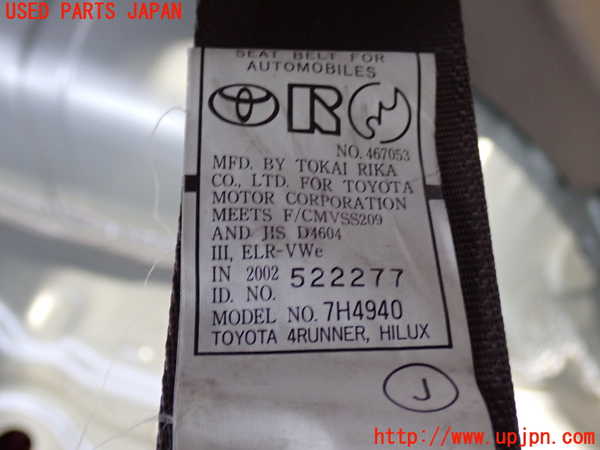 USED PARTS JAPAN
SEAT BELT FOR
AUTOMOBILES
R
NO. 467053
MFD. BY TOKAI RIKA
CO., LTD. FOR TOYOTA
MOTOR CORPORATION
MEETS F/CMVSS209
AND JIS D4604
III, ELR-VWe
IN 2002 522277
ID. NO.
MODEL NO. 7H4940
TOYOTA 4RUNNER, HILUX
J
http://www.upjpn.com